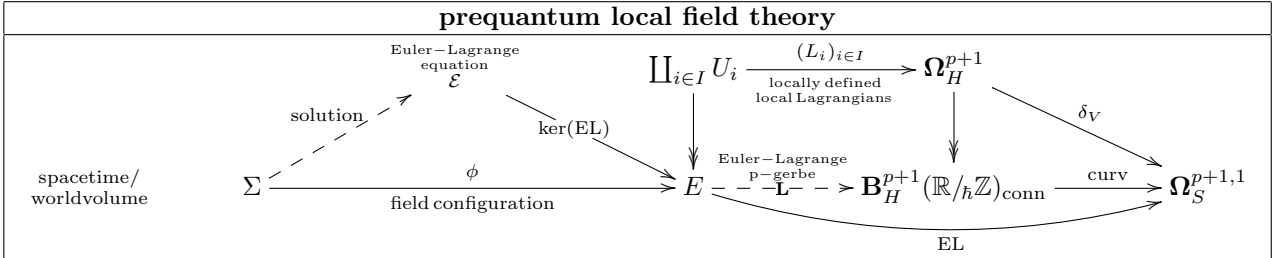 prequantum local field theory
Euler−Lagrange
equation
ℰ
∐_{i∈I} U_i
(L_i)_{i∈I}
Ω_H^{p+1}
locally defined
local Lagrangians
solution
ker(EL)
δ_V
spacetime/
worldvolume
Σ
ϕ
field configuration
E
Euler−Lagrange
p−gerbe
L
B_H^{p+1}(ℝ/_ℏℤ)_conn
curv
Ω_S^{p+1,1}
EL